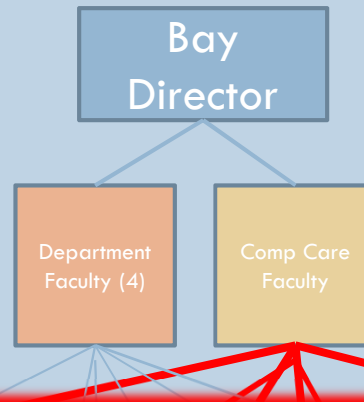 Bay
Director
Department
Faculty (4)
Comp Care
Faculty